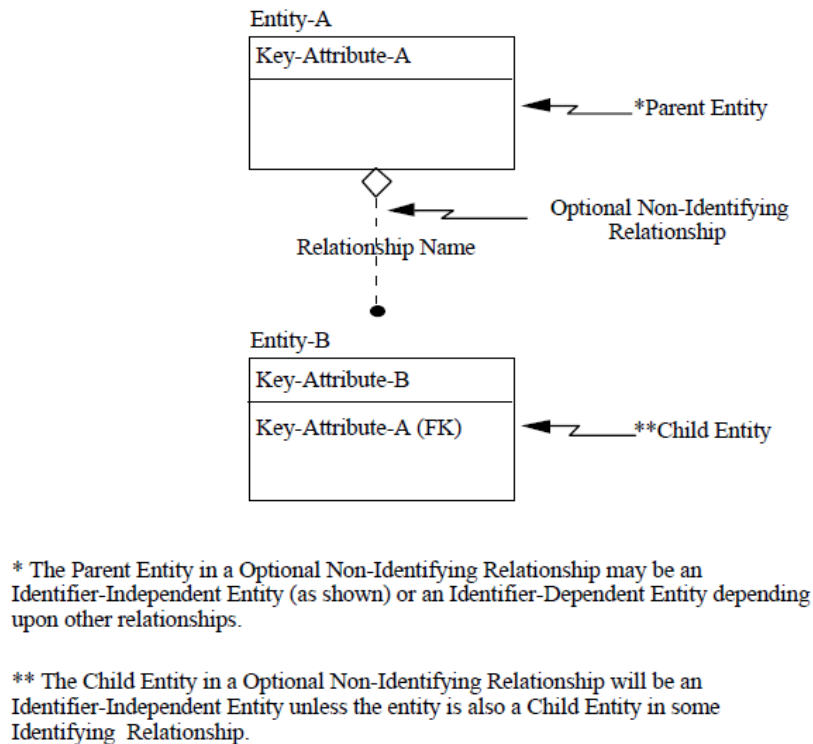 Entity-A
Key-Attribute-A
*Parent Entity
Optional Non-Identifying
Relationship
Relationship Name
Entity-B
Key-Attribute-B
Key-Attribute-A (FK)
**Child Entity
* The Parent Entity in a Optional Non-Identifying Relationship may be an
Identifier-Independent Entity (as shown) or an Identifier-Dependent Entity depending
upon other relationships.
** The Child Entity in a Optional Non-Identifying Relationship will be an
Identifier-Independent Entity unless the entity is also a Child Entity in some
Identifying Relationship.